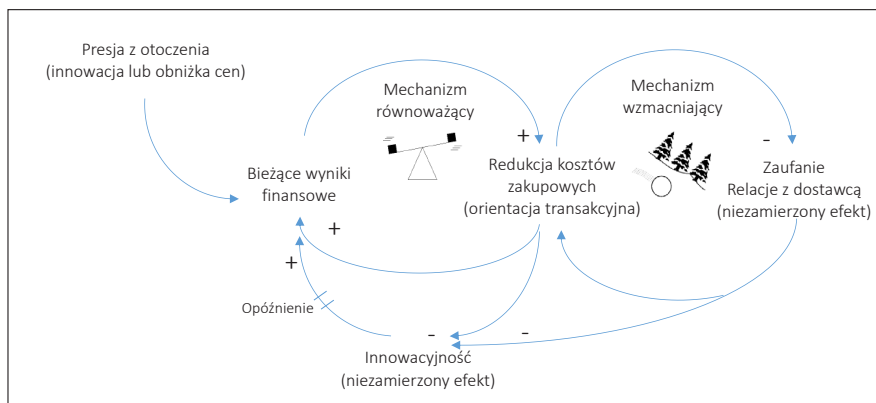 Presja z otoczenia
(innowacja lub obniżka cen)
Mechanizm
równoważący
Mechanizm
wzmacniający
+
-
Bieżące wyniki
finansowe
Redukcja kosztów
zakupowych
(orientacja transakcyjna)
Zaufanie
Relacje z dostawcą
(niezamierzony efekt)
+
+
Opóźnienie
-
-
Innowacyjność
(niezamierzony efekt)